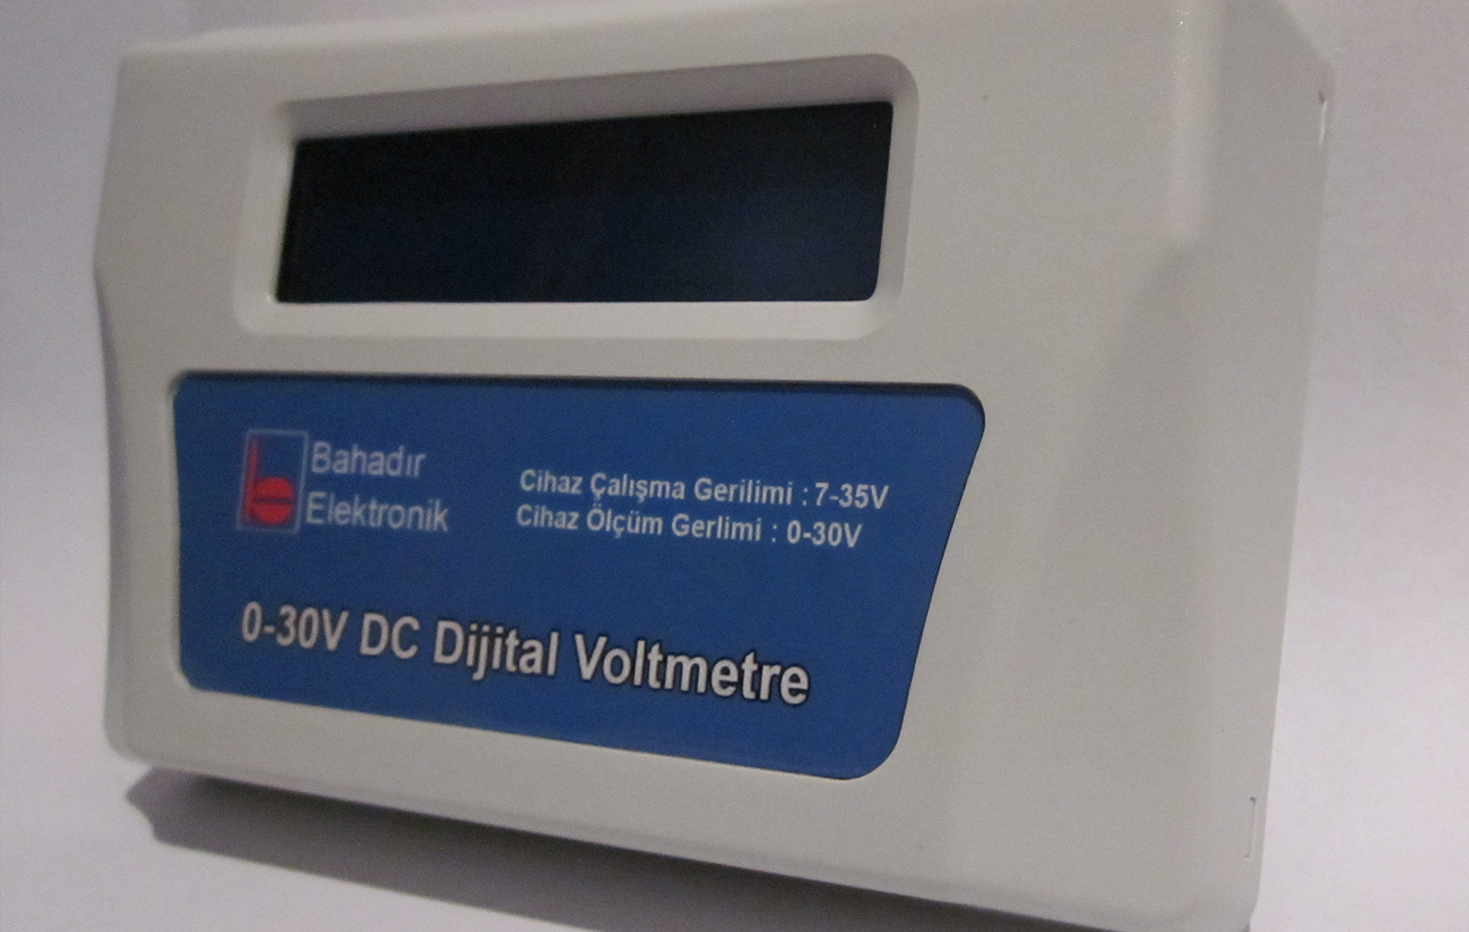 Bahadır
Elektronik
Cihaz Çalışma Gerilimi : 7-35V
Cihaz Ölçüm Gerlimi : 0-30V
0-30V DC Dijital Voltmetre